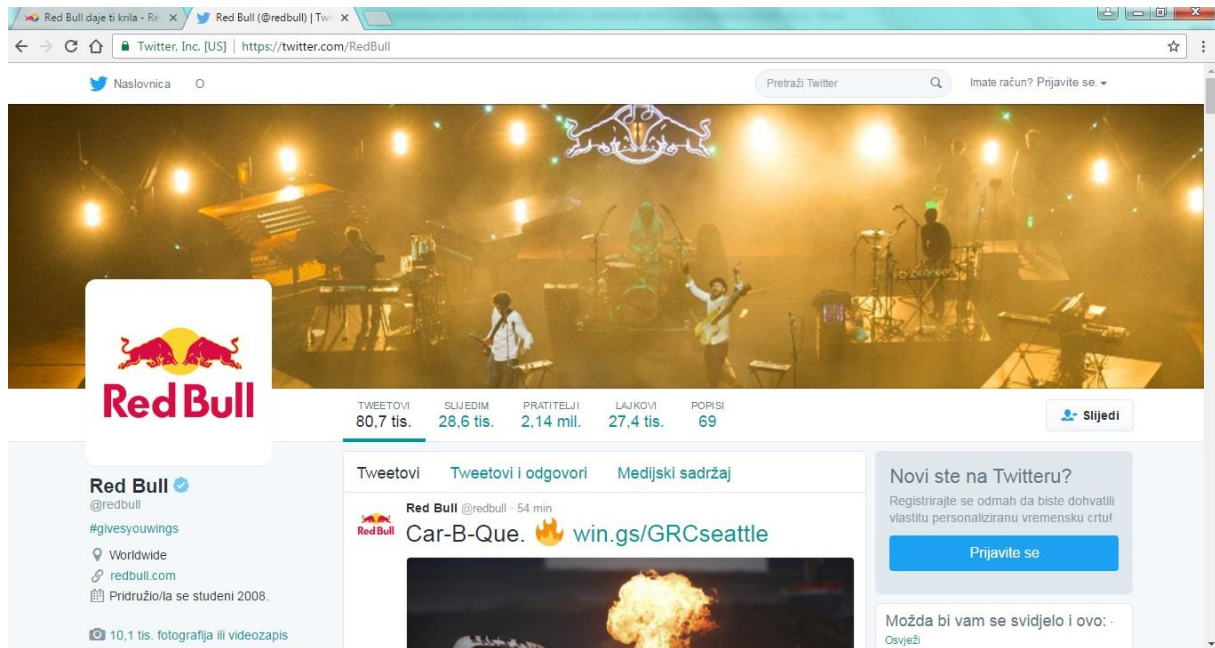 Red Bull daje ti krila - Re
Red Bull (@redbull) | Twi
Twitter, Inc. [US] | https://twitter.com/RedBull
Naslovnica O
Pretraži Twitter
Imate račun? Prijavite se.
Red Bull
TWEETOVI SLIJEDIM PRATITELJI LAJKOVI POPISI
80,7 tis. 28,6 tis. 2,14 mil. 27,4 tis. 69
Slijedi
Red Bull
@redbull
#givesyouwings
Worldwide
redbull.com
Pridružio/la se studeni 2008.
10,1 tis. fotografija ili videozapis
Tweetovi Tweetovi i odgovori Medijski sadržaj
Red Bull @redbull · 54 min
Red Bull
Car-B-Que. 🔥 win.gs/GRCseattle
Novi ste na Twitteru?
Registrirajte se odmah da biste dohvatili
vlastitu personaliziranu vremensku crtu!
Prijavite se
Možda bi vam se svidjelo i ovo: ·
Osvježi